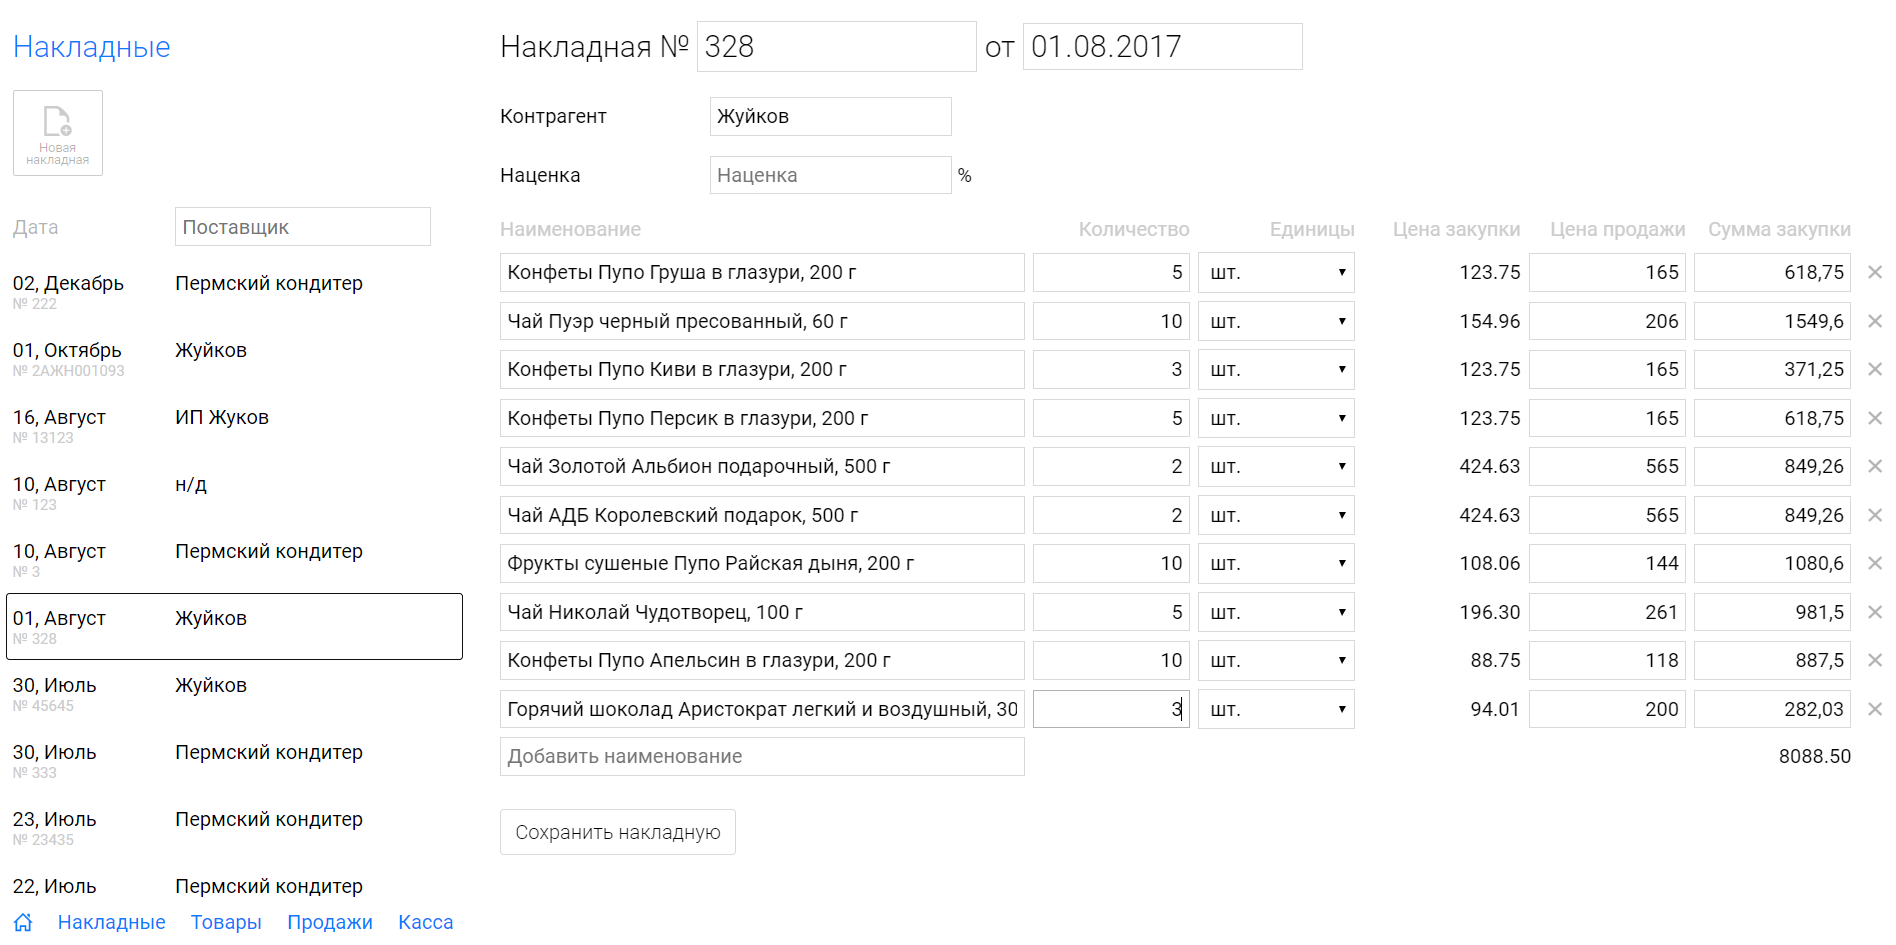 Накладные
Новая
накладная
Дата Поставщик
02, Декабрь Пермский кондитер
№ 222
01, Октябрь Жуйков
№ 2АЖН001093
16, Август ИП Жуков
№ 13123
10, Август н/д
№ 123
10, Август Пермский кондитер
№ 3
01, Август Жуйков
№ 328
30, Июль Жуйков
№ 45645
30, Июль Пермский кондитер
№ 333
23, Июль Пермский кондитер
№ 23435
22, Июль Пермский кондитер
Накладные Товары Продажи Касса
Накладная № 328 от 01.08.2017
Контрагент Жуйков
Наценка Наценка %
Наименование Количество Единицы Цена закупки Цена продажи Сумма закупки
Конфеты Пупо Груша в глазури, 200 г 5 шт. 123.75 165 618,75
Чай Пуэр черный пресованный, 60 г 10 шт. 154.96 206 1549,6
Конфеты Пупо Киви в глазури, 200 г 3 шт. 123.75 165 371,25
Конфеты Пупо Персик в глазури, 200 г 5 шт. 123.75 165 618,75
Чай Золотой Альбион подарочный, 500 г 2 шт. 424.63 565 849,26
Чай АДБ Королевский подарок, 500 г 2 шт. 424.63 565 849,26
Фрукты сушеные Пупо Райская дыня, 200 г 10 шт. 108.06 144 1080,6
Чай Николай Чудотворец, 100 г 5 шт. 196.30 261 981,5
Конфеты Пупо Апельсин в глазури, 200 г 10 шт. 88.75 118 887,5
Горячий шоколад Аристократ легкий и воздушный, 30 3 шт. 94.01 200 282,03
Добавить наименование 8088.50
Сохранить накладную